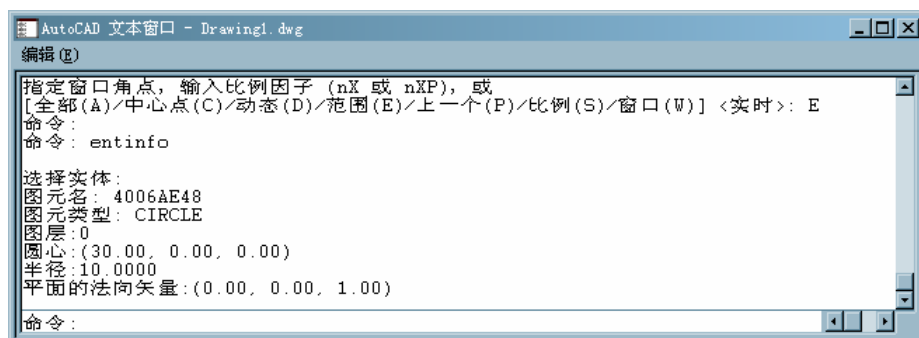 AutoCAD 文本窗口 - Drawing1.dwg
编辑(E)
指定窗口角点, 输入比例因子 (nX 或 nXP), 或
[全部(A)/中心点(C)/动态(D)/范围(E)/上一个(P)/比例(S)/窗口(W)] <实时>: E
命令:
命令: entinfo
选择实体:
图元名: 4006AE48
图元类型: CIRCLE
图层:0
圆心:(30.00, 0.00, 0.00)
半径:10.0000
平面的法向矢量:(0.00, 0.00, 1.00)
命令: